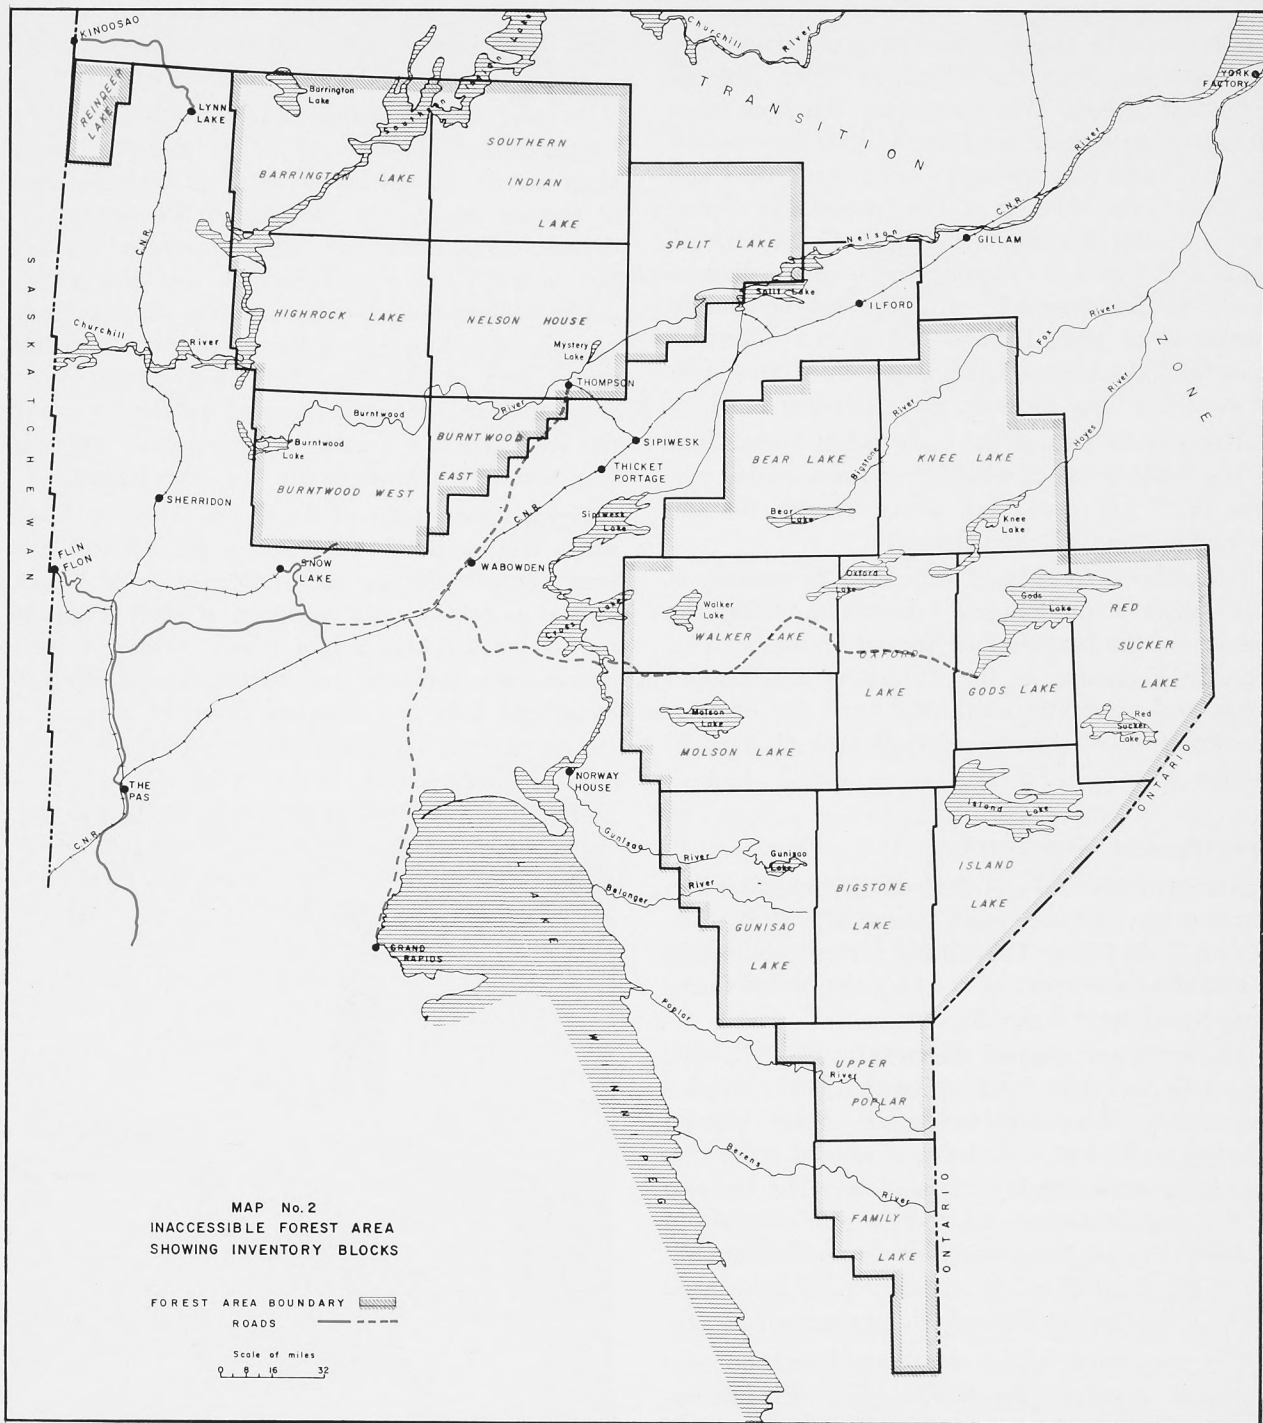 KINOOSAO
Churchill River
YORK
FACTORY
REINDEER
LAKE
LYNN
LAKE
Barrington
Lake
Southern Indian Lake
TRANSITION
SOUTHERN
INDIAN
LAKE
BARRINGTON LAKE
C.N.R.
River
C.N.R.
SPLIT LAKE
Nelson
GILLAM
SASKATCHEWAN
Split Lake
ILFORD
HIGHROCK LAKE
NELSON HOUSE
Churchill River
Mystery
Lake
Fox River
ZONE
THOMPSON
River
River
Burntwood River
BURNTWOOD
EAST
SIPIWESK
Hayes
Burntwood
Lake
BEAR LAKE
Bigstone
KNEE LAKE
THICKET
PORTAGE
BURNTWOOD WEST
SHERRIDON
C.N.R.
Sipiwesk
Lake
Bear
Lake
Knee
Lake
FLIN
FLON
SNOW
LAKE
WABOWDEN
Oxford
Lake
Gods
Lake
Walker
Lake
Cross Lake
RED
SUCKER
LAKE
WALKER LAKE
OXFORD
LAKE
GODS LAKE
Molson
Lake
Red
Sucker
Lake
MOLSON LAKE
ONTARIO
NORWAY
HOUSE
THE
PAS
Island Lake
C.N.R.
Gunisao River
Gunisao
Lake
ISLAND
LAKE
Belanger River
BIGSTONE
LAKE
GUNISAO
LAKE
GRAND
RAPIDS
LAKE WINNIPEG
Poplar River
UPPER
POPLAR
Berens River
FAMILY
LAKE
ONTARIO
MAP No. 2
INACCESSIBLE FOREST AREA
SHOWING INVENTORY BLOCKS
FOREST AREA BOUNDARY
ROADS
Scale of miles
0 8 16 32